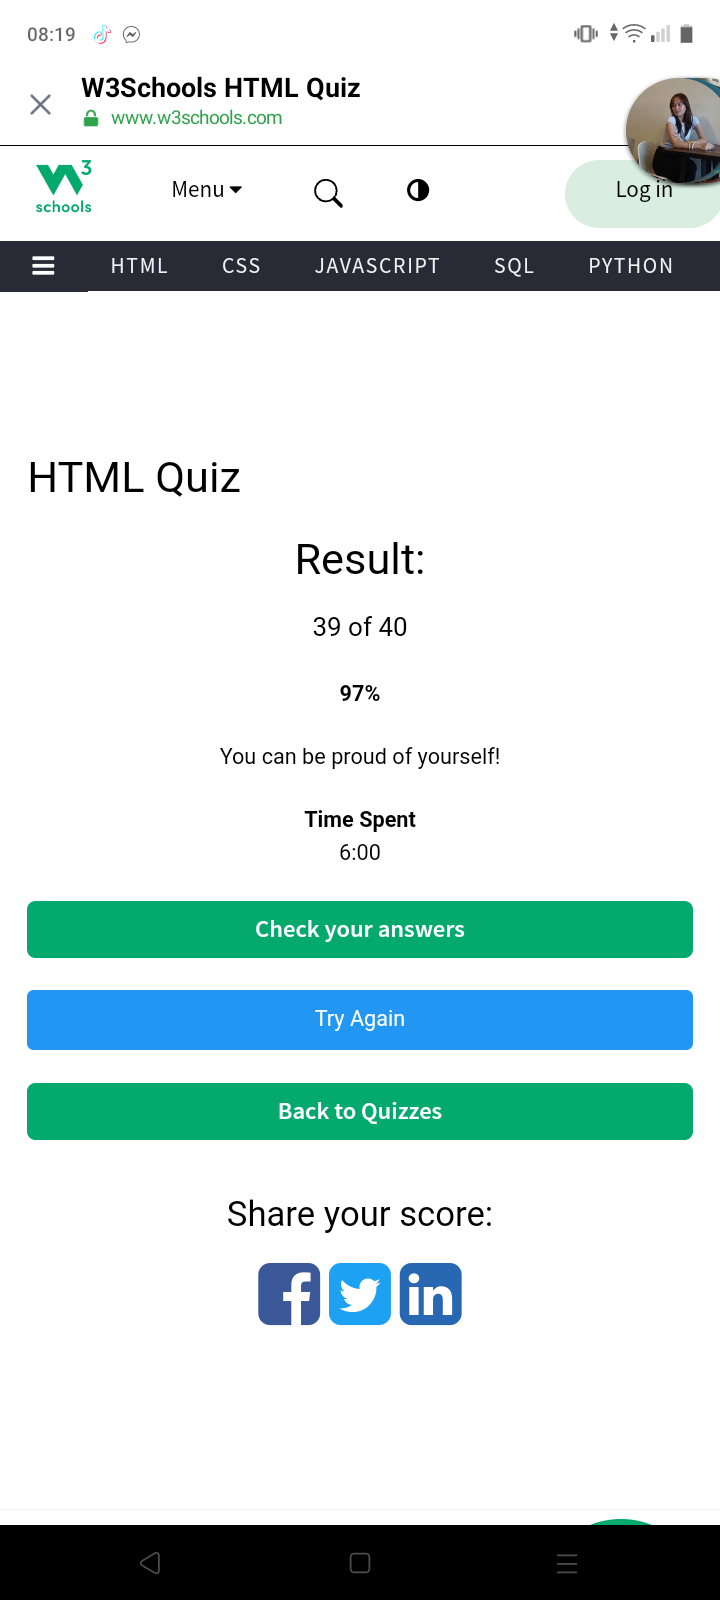 08:19
W3Schools HTML Quiz
www.w3schools.com
W3
schools
Menu
Log in
HTML CSS JAVASCRIPT SQL PYTHON
HTML Quiz
Result:
39 of 40
97%
You can be proud of yourself!
Time Spent
6:00
Check your answers
Try Again
Back to Quizzes
Share your score:
f
in